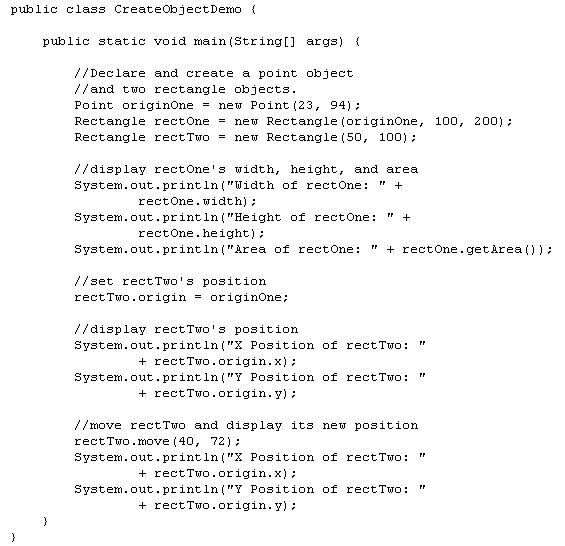 public class CreateObjectDemo {
public static void main(String[] args) {
//Declare and create a point object
//and two rectangle objects.
Point originOne = new Point(23, 94);
Rectangle rectOne = new Rectangle(originOne, 100, 200);
Rectangle rectTwo = new Rectangle(50, 100);
//display rectOne's width, height, and area
System.out.println("Width of rectOne: " +
rectOne.width);
System.out.println("Height of rectOne: " +
rectOne.height);
System.out.println("Area of rectOne: " + rectOne.getArea());
//set rectTwo's position
rectTwo.origin = originOne;
//display rectTwo's position
System.out.println("X Position of rectTwo: "
+ rectTwo.origin.x);
System.out.println("Y Position of rectTwo: "
+ rectTwo.origin.y);
//move rectTwo and display its new position
rectTwo.move(40, 72);
System.out.println("X Position of rectTwo: "
+ rectTwo.origin.x);
System.out.println("Y Position of rectTwo: "
+ rectTwo.origin.y);
}
}